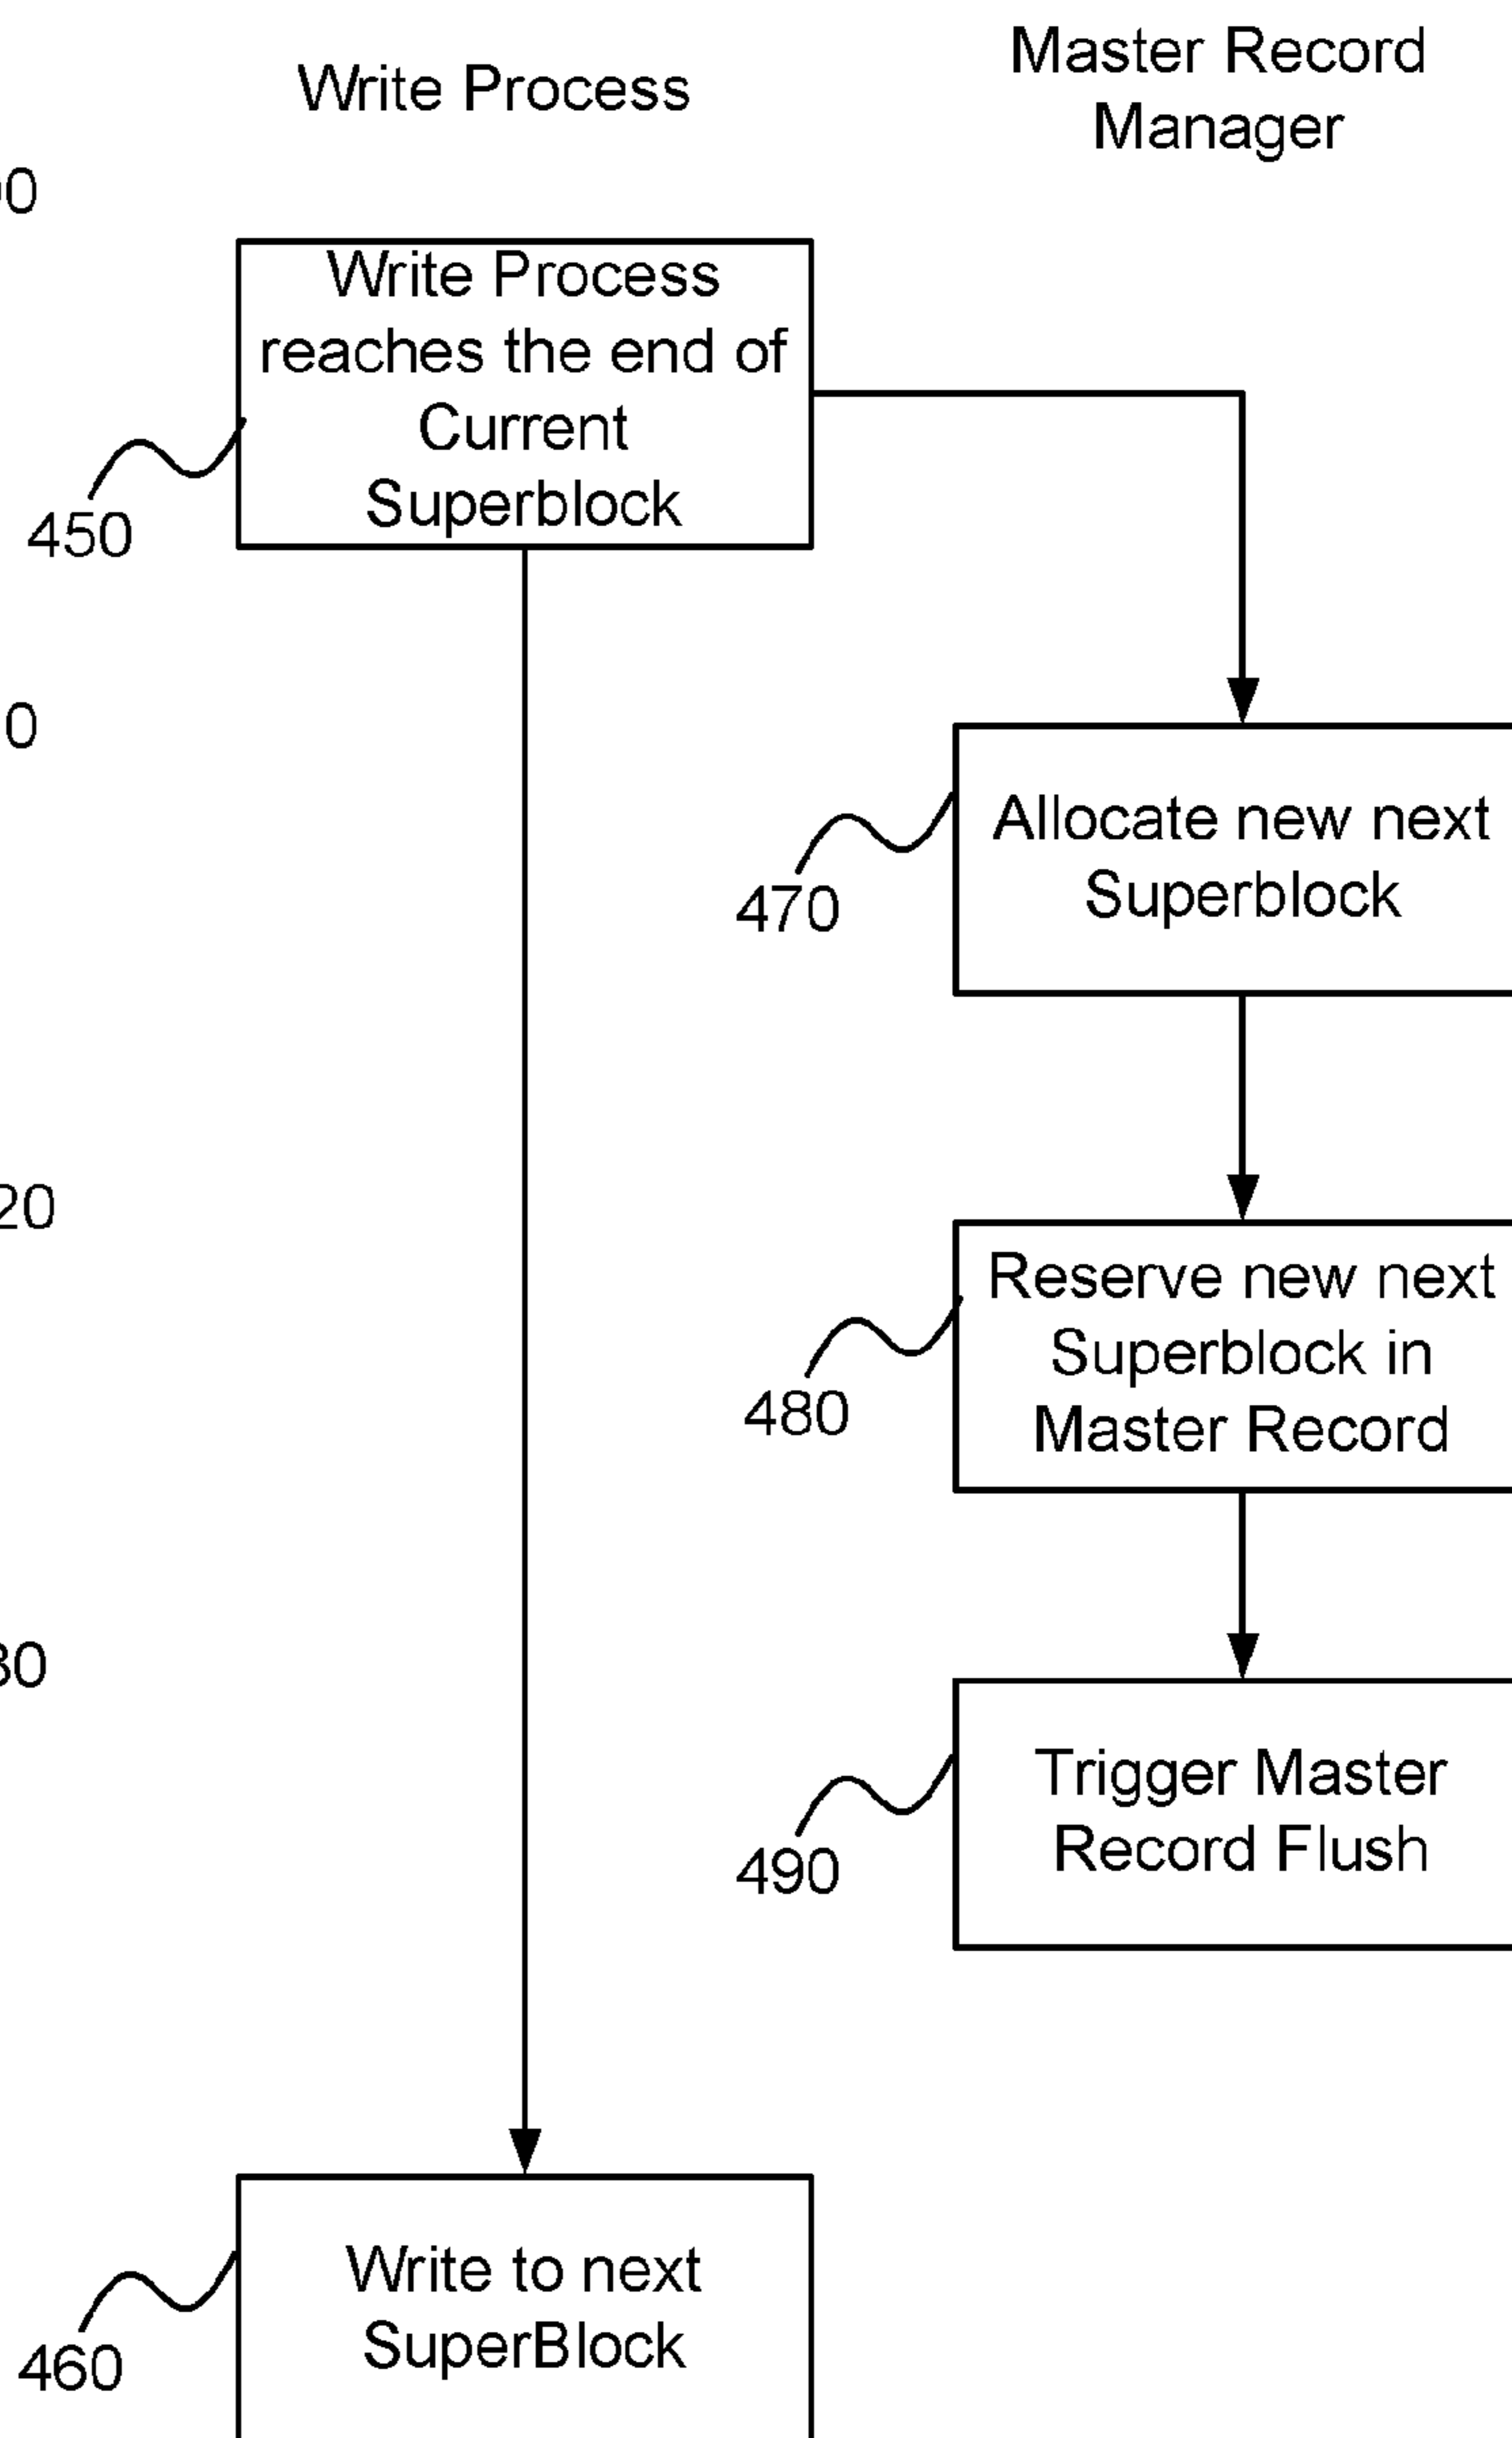 Write Process
Master Record
Manager
Write Process
reaches the end of
Current
Superblock
450
Allocate new next
Superblock
470
Reserve new next
Superblock in
Master Record
480
Trigger Master
Record Flush
490
Write to next
SuperBlock
460